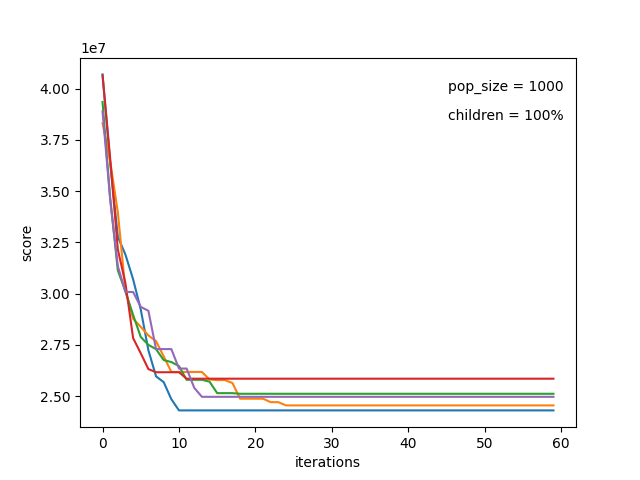 1e7
4.00
3.75
3.50
3.25
3.00
2.75
2.50
score
pop_size = 1000
children = 100%
0 10 20 30 40 50 60
iterations